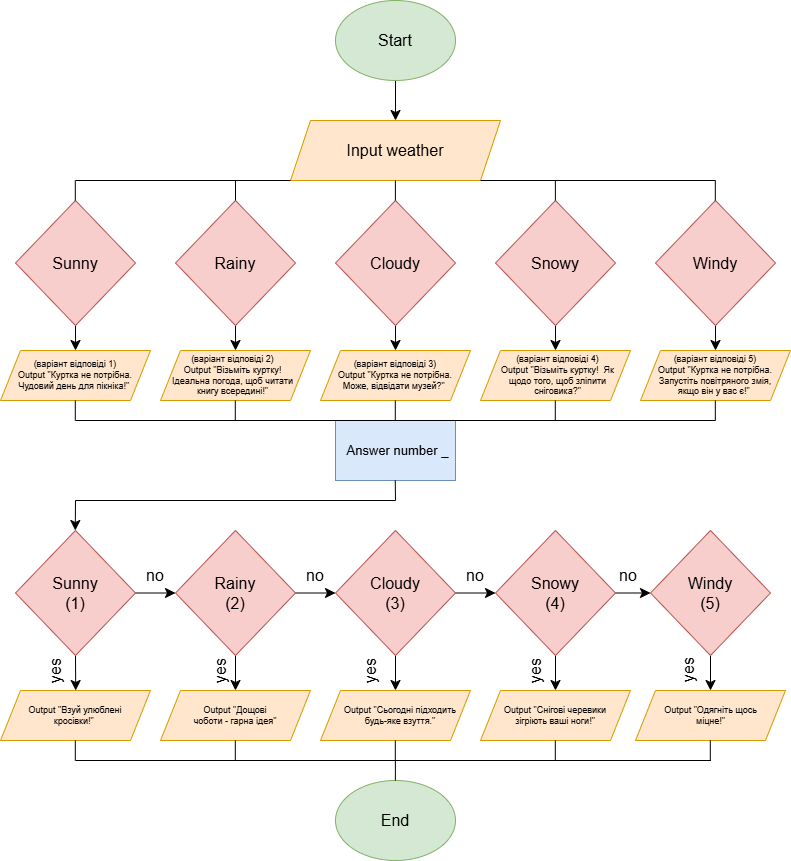 Start
Input weather
Sunny
Rainy
Cloudy
Snowy
Windy
(варіант відповіді 1)
Output "Куртка не потрібна.
Чудовий день для пікніка!"
(варіант відповіді 2)
Output "Візьміть куртку!
Ідеальна погода, щоб читати
книгу всередині!"
(варіант відповіді 3)
Output "Куртка не потрібна.
Може, відвідати музей?"
(варіант відповіді 4)
Output "Візьміть куртку! Як
щодо того, щоб зліпити
сніговика?"
(варіант відповіді 5)
Output "Куртка не потрібна.
Запустіть повітряного змія,
якщо він у вас є!"
Answer number _
Sunny
(1)
no
Rainy
(2)
no
Cloudy
(3)
no
Snowy
(4)
no
Windy
(5)
yes
yes
yes
yes
yes
Output "Взуй улюблені
кросівки!"
Output "Дощові
чоботи - гарна ідея"
Output "Сьогодні підходить
будь-яке взуття."
Output "Снігові черевики
зігріють ваші ноги!"
Output "Одягніть щось
міцне!"
End